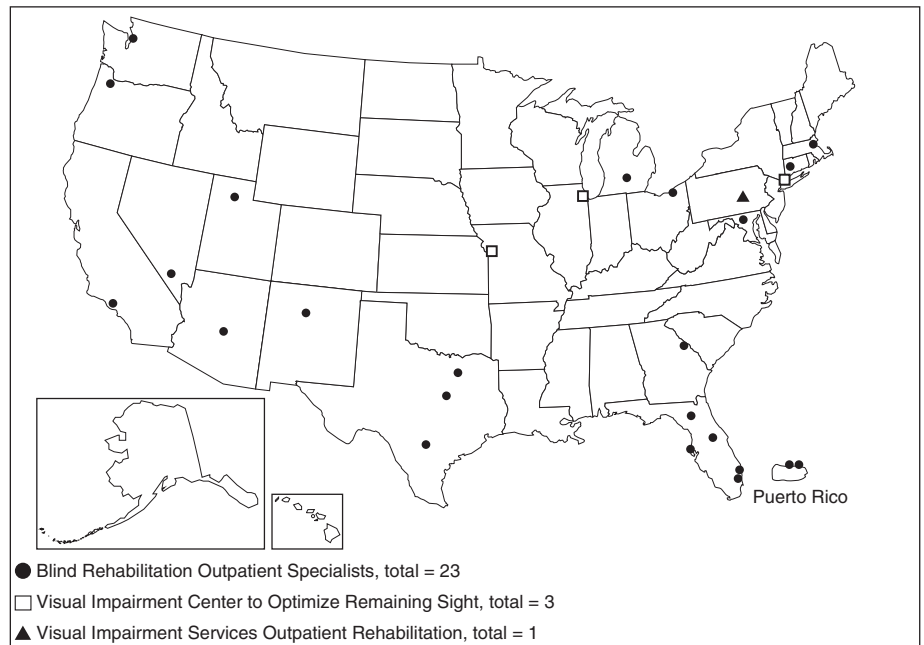 Puerto Rico
Blind Rehabilitation Outpatient Specialists, total = 23
Visual Impairment Center to Optimize Remaining Sight, total = 3
Visual Impairment Services Outpatient Rehabilitation, total = 1